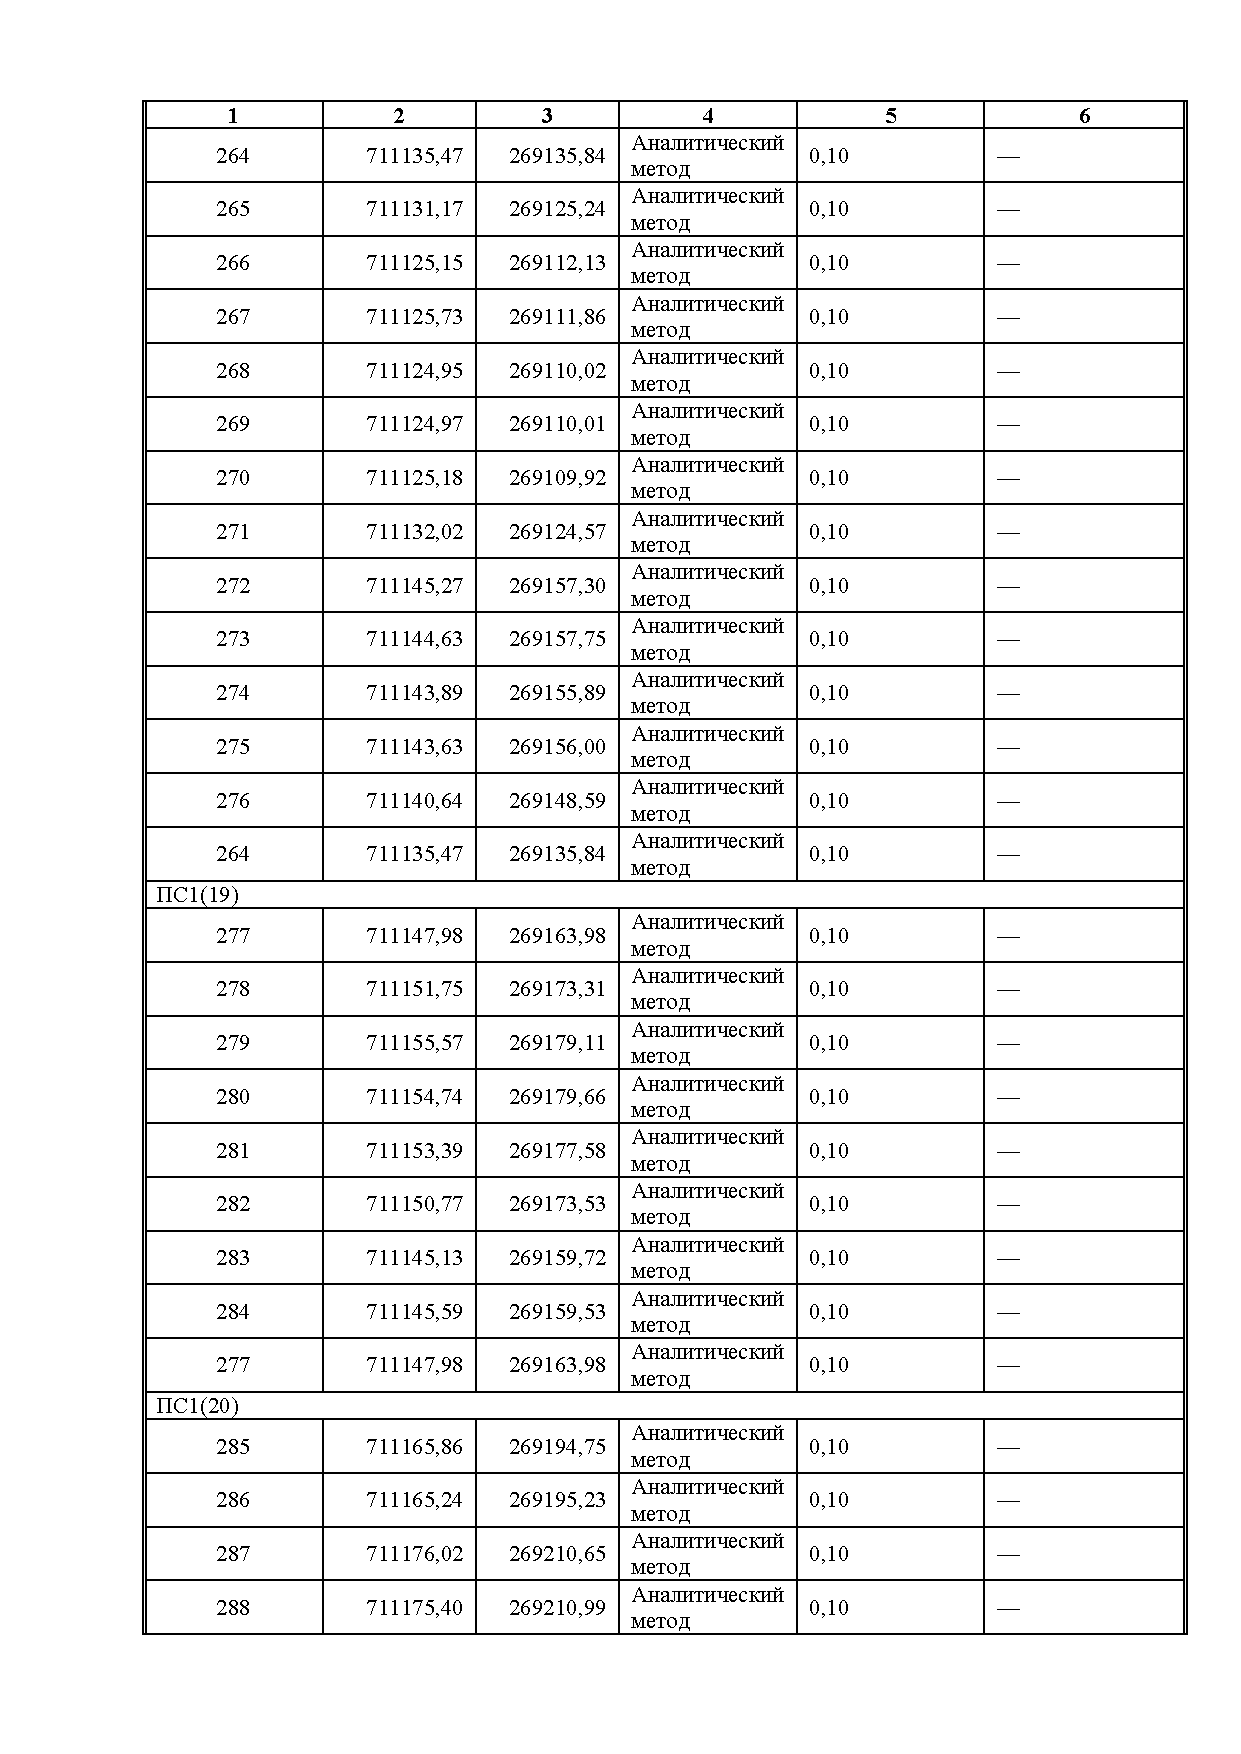 1 2 3 4 5 6
264 711135,47 269135,84 Аналитический метод 0,10 —
265 711131,17 269125,24 Аналитический метод 0,10 —
266 711125,15 269112,13 Аналитический метод 0,10 —
267 711125,73 269111,86 Аналитический метод 0,10 —
268 711124,95 269110,02 Аналитический метод 0,10 —
269 711124,97 269110,01 Аналитический метод 0,10 —
270 711125,18 269109,92 Аналитический метод 0,10 —
271 711132,02 269124,57 Аналитический метод 0,10 —
272 711145,27 269157,30 Аналитический метод 0,10 —
273 711144,63 269157,75 Аналитический метод 0,10 —
274 711143,89 269155,89 Аналитический метод 0,10 —
275 711143,63 269156,00 Аналитический метод 0,10 —
276 711140,64 269148,59 Аналитический метод 0,10 —
264 711135,47 269135,84 Аналитический метод 0,10 —
ПС1(19)
277 711147,98 269163,98 Аналитический метод 0,10 —
278 711151,75 269173,31 Аналитический метод 0,10 —
279 711155,57 269179,11 Аналитический метод 0,10 —
280 711154,74 269179,66 Аналитический метод 0,10 —
281 711153,39 269177,58 Аналитический метод 0,10 —
282 711150,77 269173,53 Аналитический метод 0,10 —
283 711145,13 269159,72 Аналитический метод 0,10 —
284 711145,59 269159,53 Аналитический метод 0,10 —
277 711147,98 269163,98 Аналитический метод 0,10 —
ПС1(20)
285 711165,86 269194,75 Аналитический метод 0,10 —
286 711165,24 269195,23 Аналитический метод 0,10 —
287 711176,02 269210,65 Аналитический метод 0,10 —
288 711175,40 269210,99 Аналитический метод 0,10 —